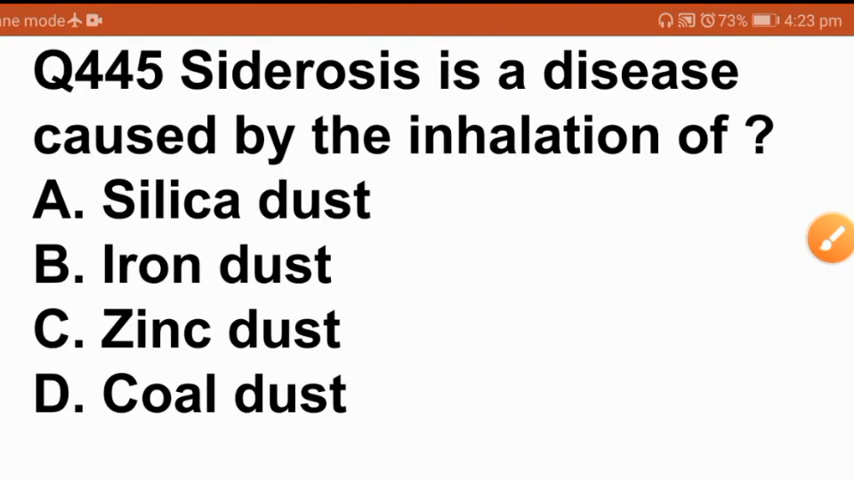 ne mode 73% 4:23 pm
Q445 Siderosis is a disease
caused by the inhalation of ?
A. Silica dust
B. Iron dust
C. Zinc dust
D. Coal dust